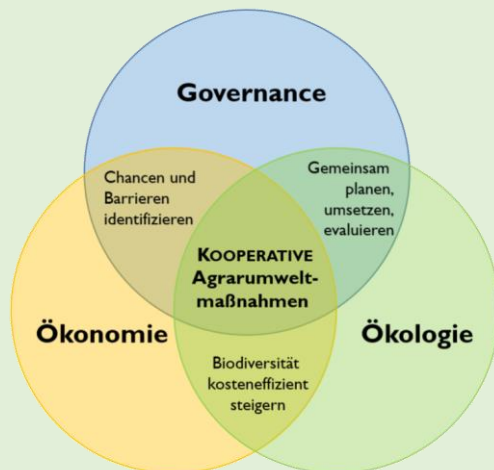 Governance
Chancen und
Barrieren
identifizieren
Gemeinsam
planen,
umsetzen,
evaluieren
KOOPERATIVE
Agrarumwelt-
maßnahmen
Ökonomie
Ökologie
Biodiversität
kosteneffizient
steigern